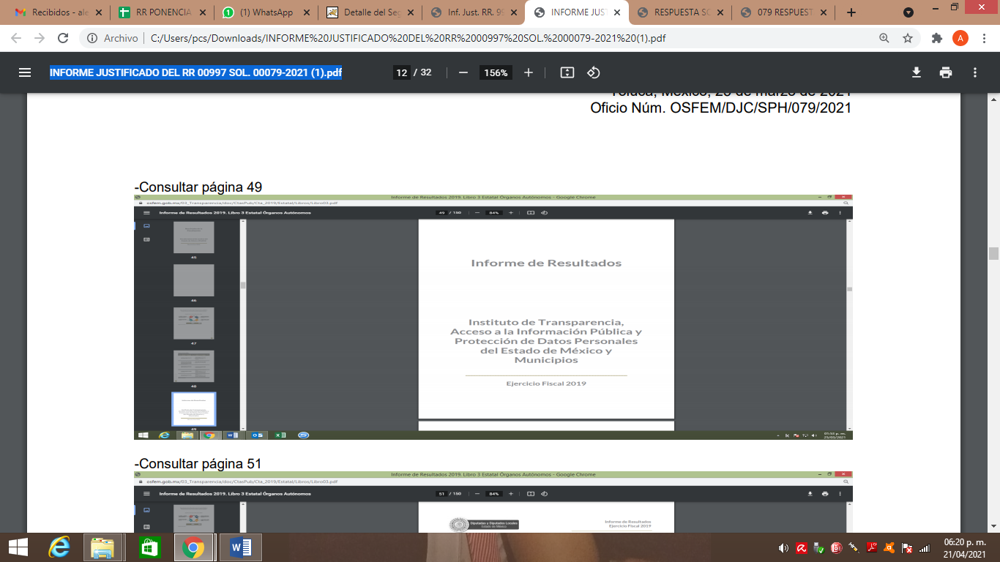 Recibidos - ale
RR PONENCIA
(1) WhatsApp
Detalle del Seg
Inf. Just. RR. 99
INFORME JUST
RESPUESTA SO
079 RESPUEST
Archivo
C:/Users/pcs/Downloads/INFORME%20JUSTIFICADO%20DEL%20RR%2000997%20SOL.%2000079-2021%20(1).pdf
A
INFORME JUSTIFICADO DEL RR 00997 SOL. 00079-2021 (1).pdf
12 / 32
156%
Toluca, México; 25 de marzo de 2021
Oficio Núm. OSFEM/DJC/SPH/079/2021
-Consultar página 49
Informe de Resultados 2019. Libro 3 Estatal Órganos Autónomos - Google Chrome
osfem.gob.mx/03_Transparencia/doc/CtasPub/Cta_2019/Estatal/Libros/Libro03.pdf
Informe de Resultados 2019. Libro 3 Estatal Órganos Autónomos
49 / 150
84%
45
46
47
48
49
Informe de Resultados
Instituto de Transparencia,
Acceso a la Información Pública y
Protección de Datos Personales
del Estado de México y
Municipios
Ejercicio Fiscal 2019
05:50 p. m.
25/03/2021
-Consultar página 51
Informe de Resultados 2019. Libro 3 Estatal Órganos Autónomos - Google Chrome
osfem.gob.mx/03_Transparencia/doc/CtasPub/Cta_2019/Estatal/Libros/Libro03.pdf
Informe de Resultados 2019. Libro 3 Estatal Órganos Autónomos
51 / 150
84%
Diputadas y Diputados Locales
Estado de México
Informe de Resultados
Ejercicio Fiscal 2019
06:20 p. m.
21/04/2021